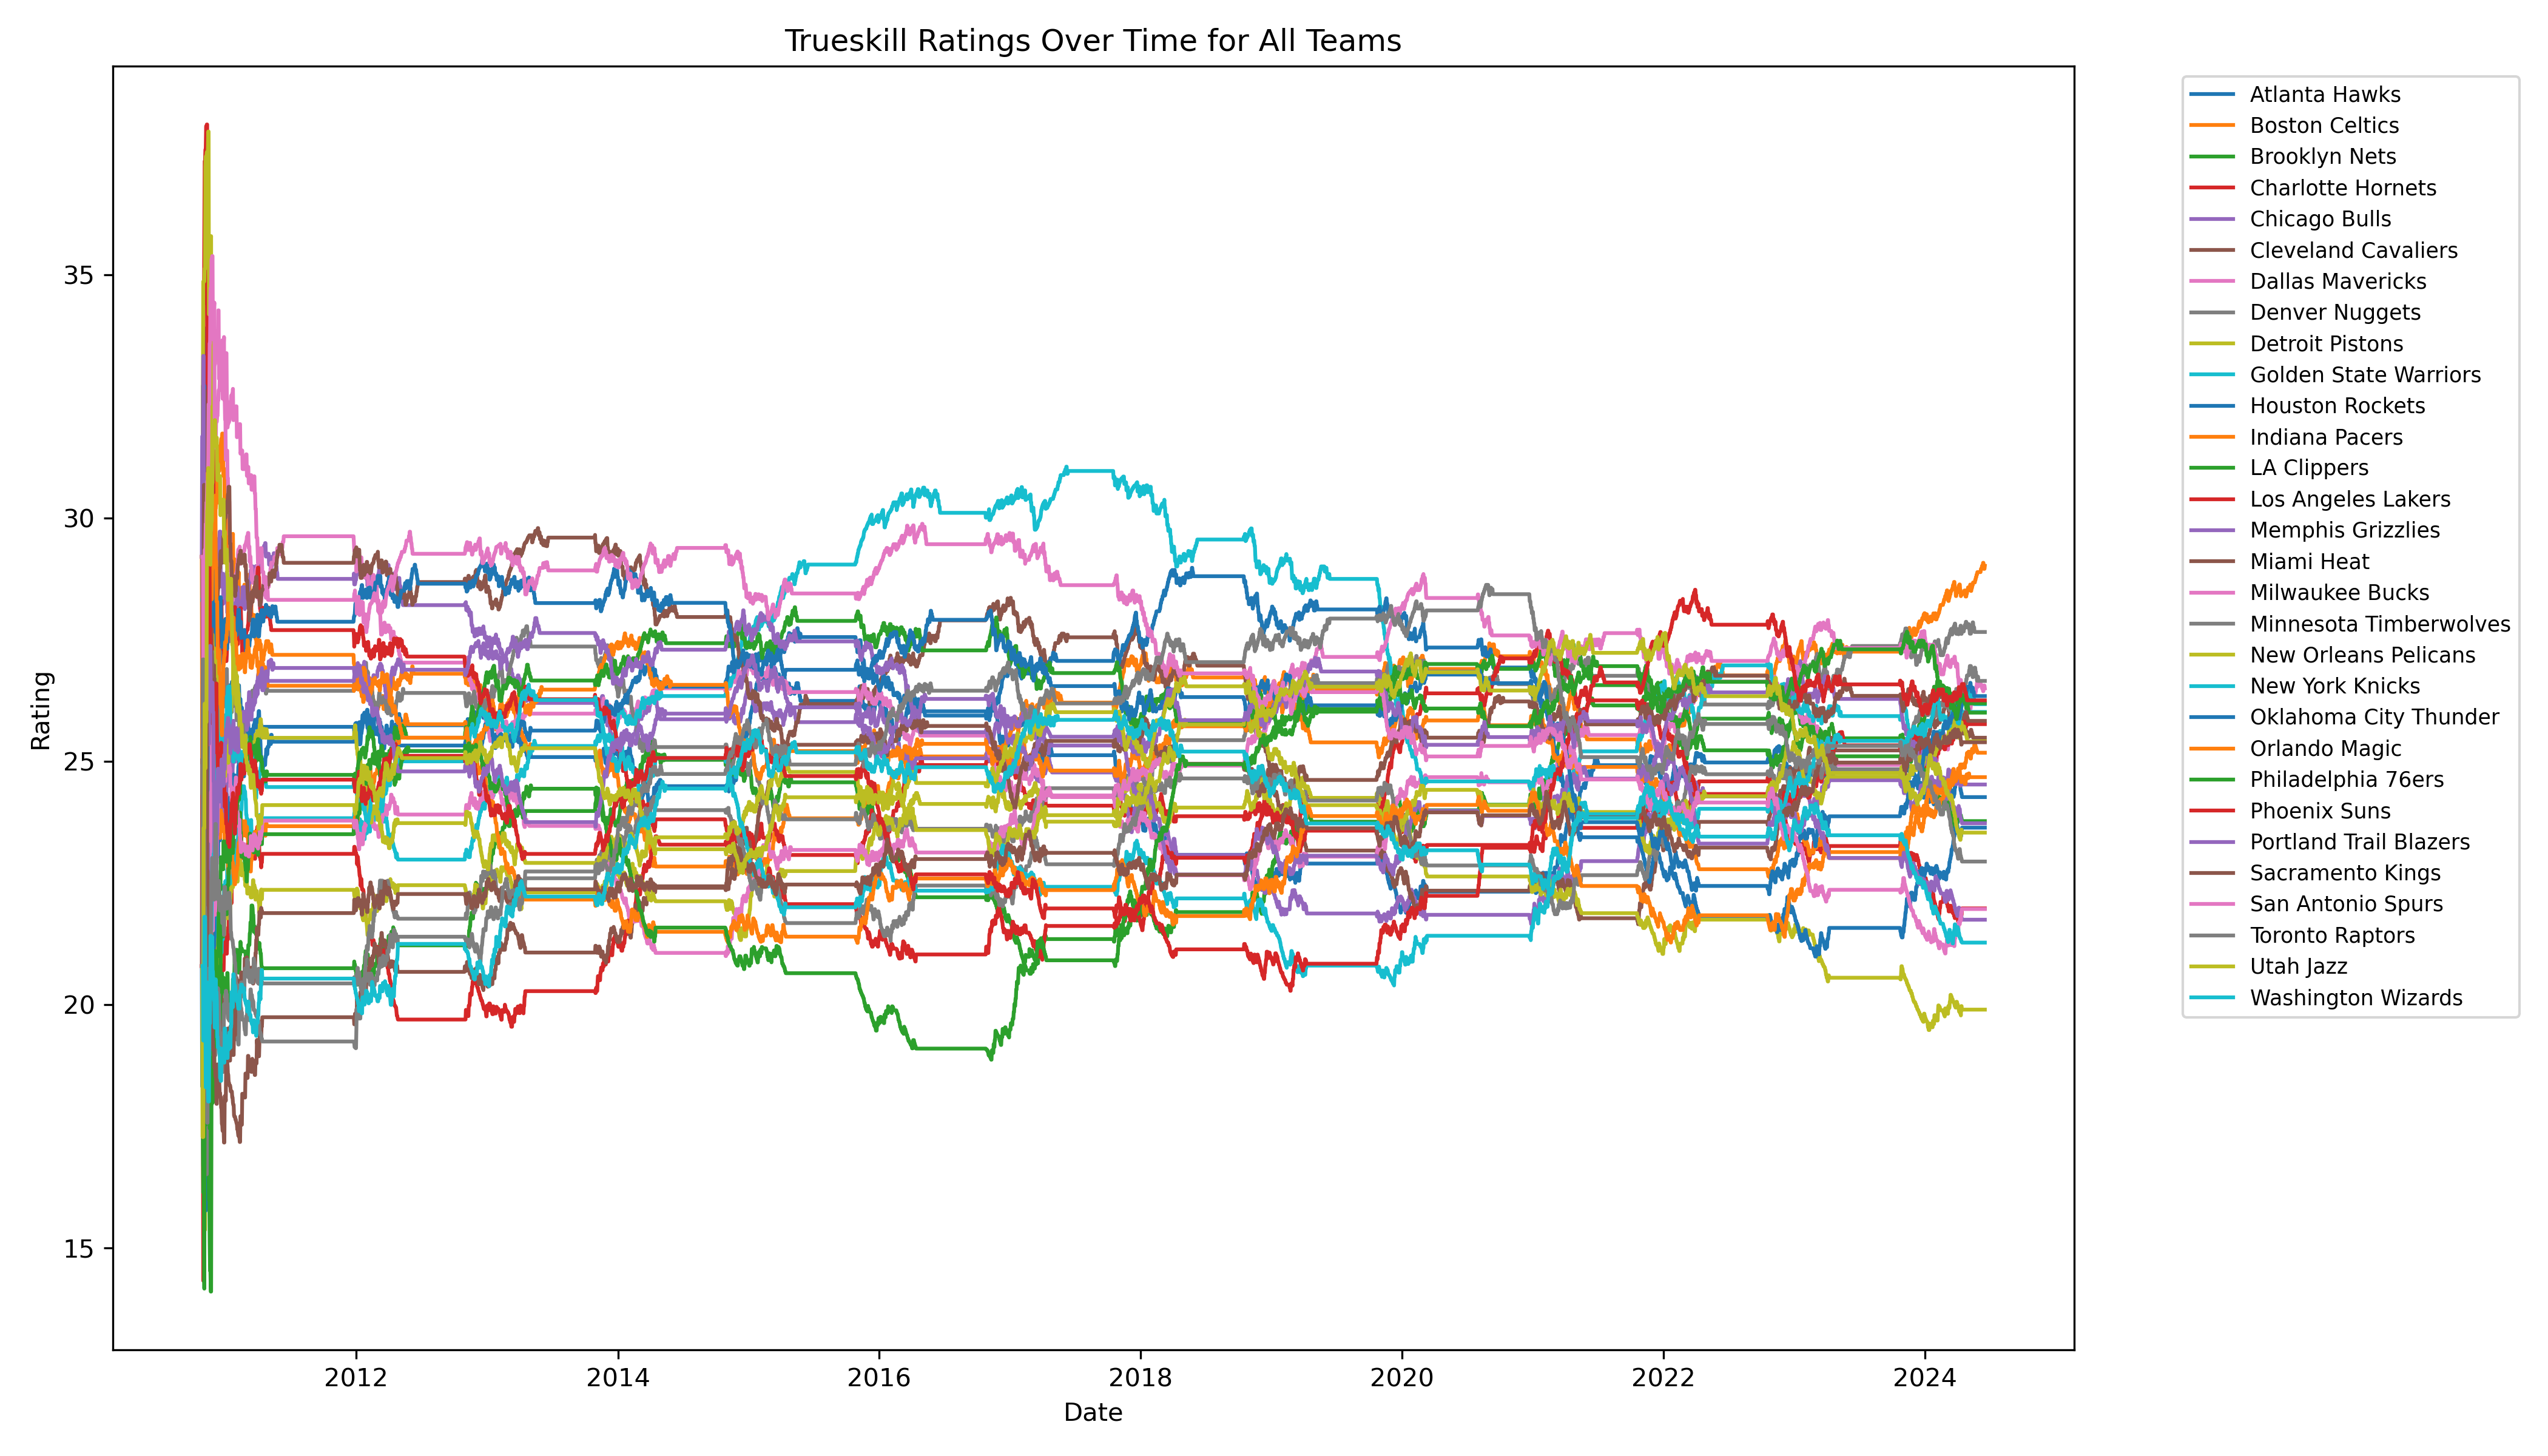 Trueskill Ratings Over Time for All Teams
Rating
35
30
25
20
15
2012
2014
2016
2018
2020
2022
2024
Date
Atlanta Hawks
Boston Celtics
Brooklyn Nets
Charlotte Hornets
Chicago Bulls
Cleveland Cavaliers
Dallas Mavericks
Denver Nuggets
Detroit Pistons
Golden State Warriors
Houston Rockets
Indiana Pacers
LA Clippers
Los Angeles Lakers
Memphis Grizzlies
Miami Heat
Milwaukee Bucks
Minnesota Timberwolves
New Orleans Pelicans
New York Knicks
Oklahoma City Thunder
Orlando Magic
Philadelphia 76ers
Phoenix Suns
Portland Trail Blazers
Sacramento Kings
San Antonio Spurs
Toronto Raptors
Utah Jazz
Washington Wizards